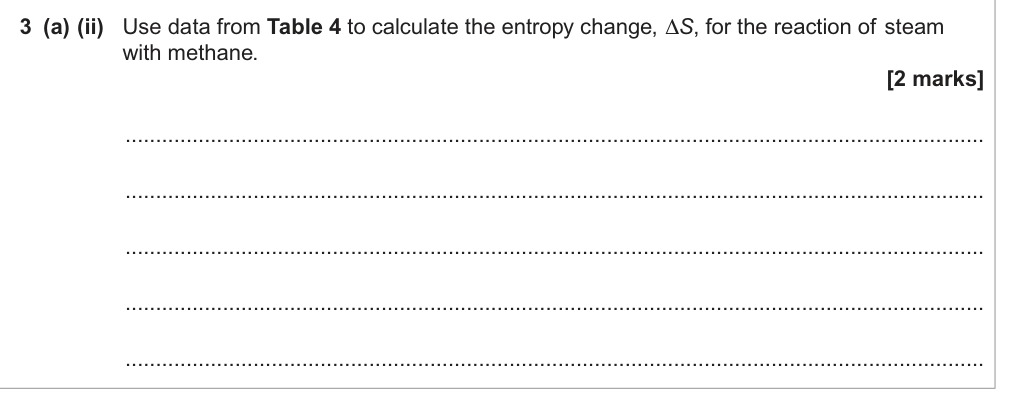 3 (a) (ii) Use data from Table 4 to calculate the entropy change, ΔS, for the reaction of steam
with methane.
[2 marks]